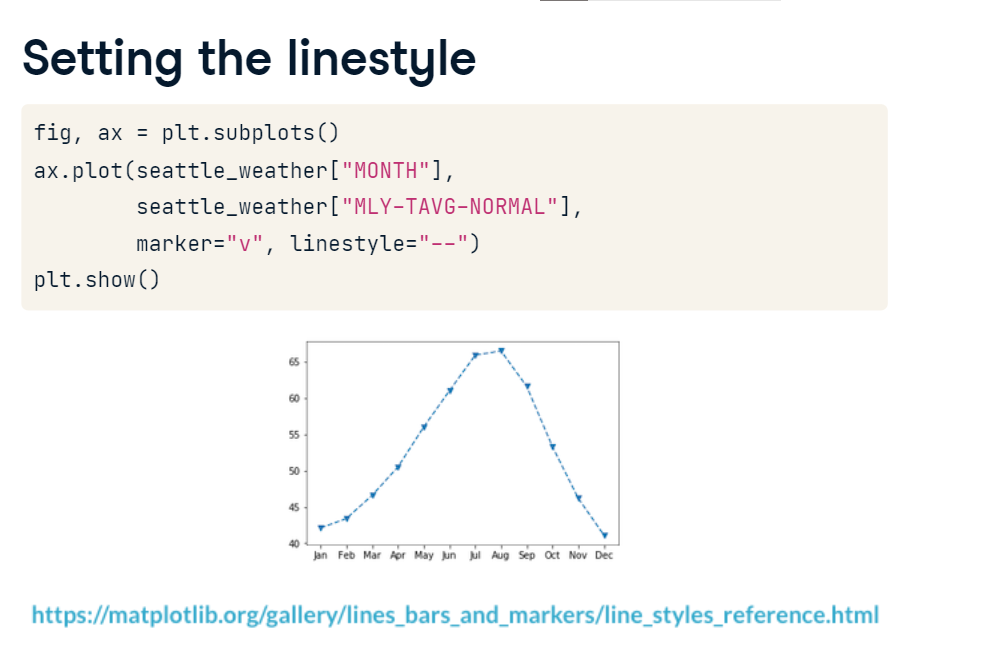 Setting the linestyle
fig, ax = plt.subplots()
ax.plot(seattle_weather["MONTH"],
        seattle_weather["MLY-TAVG-NORMAL"],
        marker="v", linestyle="--")
plt.show()
65
60
55
50
45
40
Jan Feb Mar Apr May Jun Jul Aug Sep Oct Nov Dec
https://matplotlib.org/gallery/lines_bars_and_markers/line_styles_reference.html